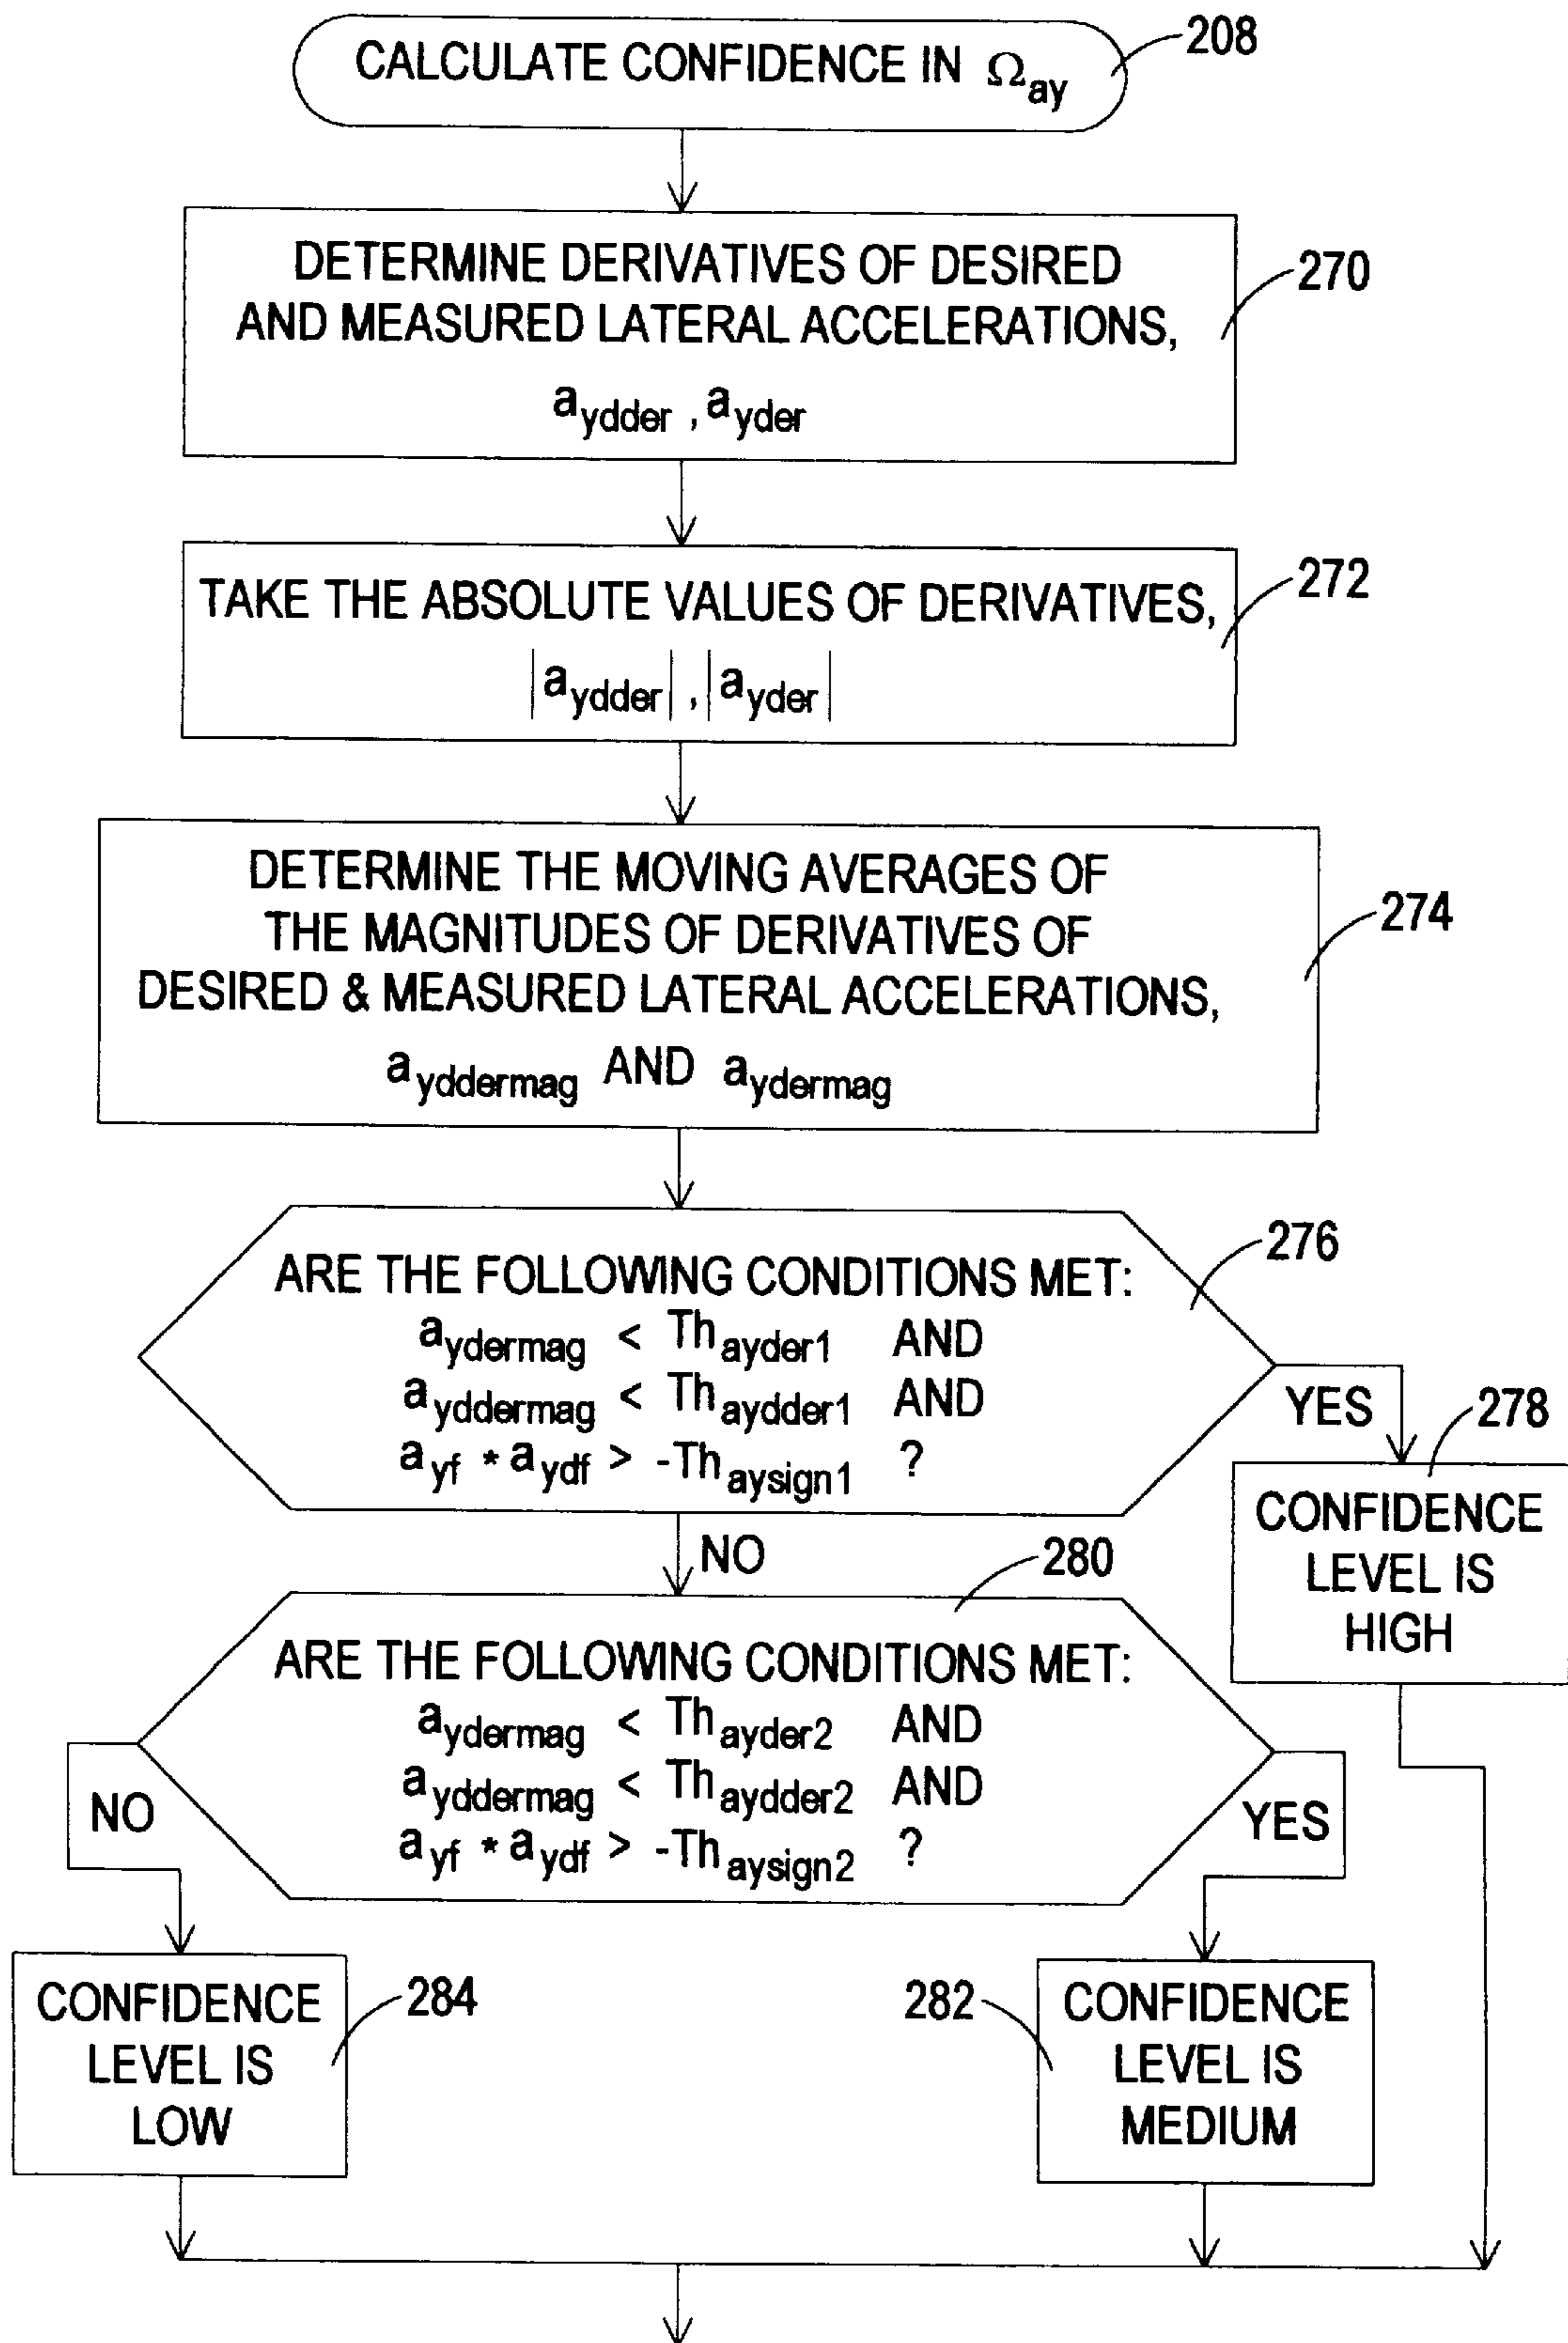 CALCULATE CONFIDENCE IN Ωay
208
DETERMINE DERIVATIVES OF DESIRED
AND MEASURED LATERAL ACCELERATIONS,
aydder , ayder
270
TAKE THE ABSOLUTE VALUES OF DERIVATIVES,
|aydder| , |ayder|
272
DETERMINE THE MOVING AVERAGES OF
THE MAGNITUDES OF DERIVATIVES OF
DESIRED & MEASURED LATERAL ACCELERATIONS,
ayddermag AND aydermag
274
ARE THE FOLLOWING CONDITIONS MET:
aydermag < Thayder1 AND
ayddermag < Thaydder1 AND
ayf * aydf > -Thaysign1 ?
276
YES
278
CONFIDENCE
LEVEL IS
HIGH
NO
280
ARE THE FOLLOWING CONDITIONS MET:
aydermag < Thayder2 AND
ayddermag < Thaydder2 AND
ayf * aydf > -Thaysign2 ?
NO
YES
CONFIDENCE
LEVEL IS
LOW
284
282
CONFIDENCE
LEVEL IS
MEDIUM